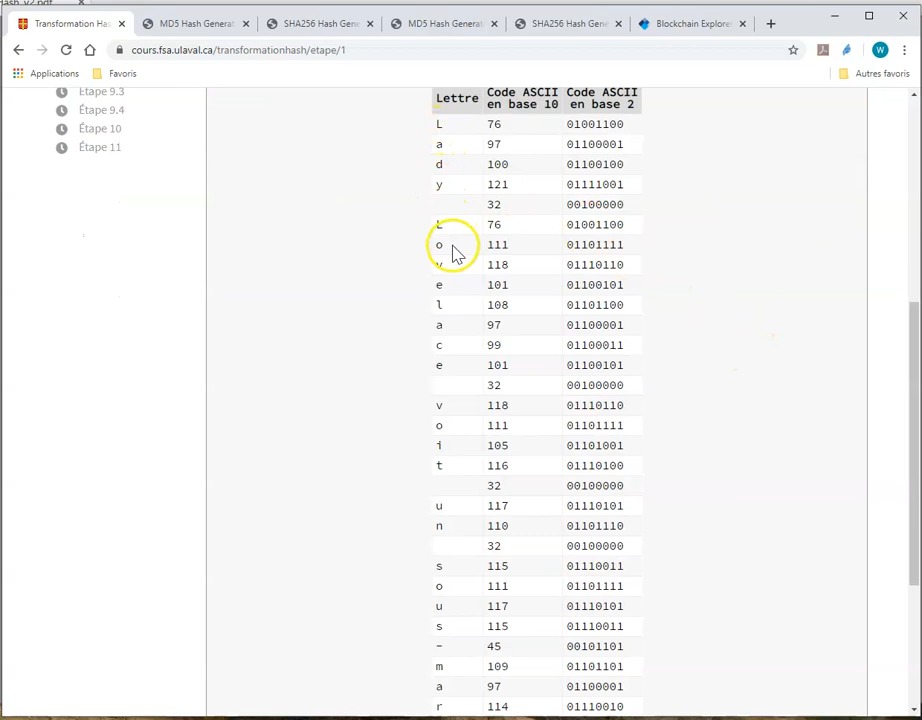 ash_v2.pdf
Transformation Has
MD5 Hash Generat
SHA256 Hash Gene
MD5 Hash Generat
SHA256 Hash Gene
Blockchain Explore
cours.fsa.ulaval.ca/transformationhash/etape/1
W
Applications
Favoris
Autres favoris
Étape 9.3
Étape 9.4
Étape 10
Étape 11
Lettre Code ASCII en base 10 Code ASCII en base 2
L 76 01001100
a 97 01100001
d 100 01100100
y 121 01111001
32 00100000
L 76 01001100
o 111 01101111
v 118 01110110
e 101 01100101
l 108 01101100
a 97 01100001
c 99 01100011
e 101 01100101
32 00100000
v 118 01110110
o 111 01101111
i 105 01101001
t 116 01110100
32 00100000
u 117 01110101
n 110 01101110
32 00100000
s 115 01110011
o 111 01101111
u 117 01110101
s 115 01110011
- 45 00101101
m 109 01101101
a 97 01100001
r 114 01110010